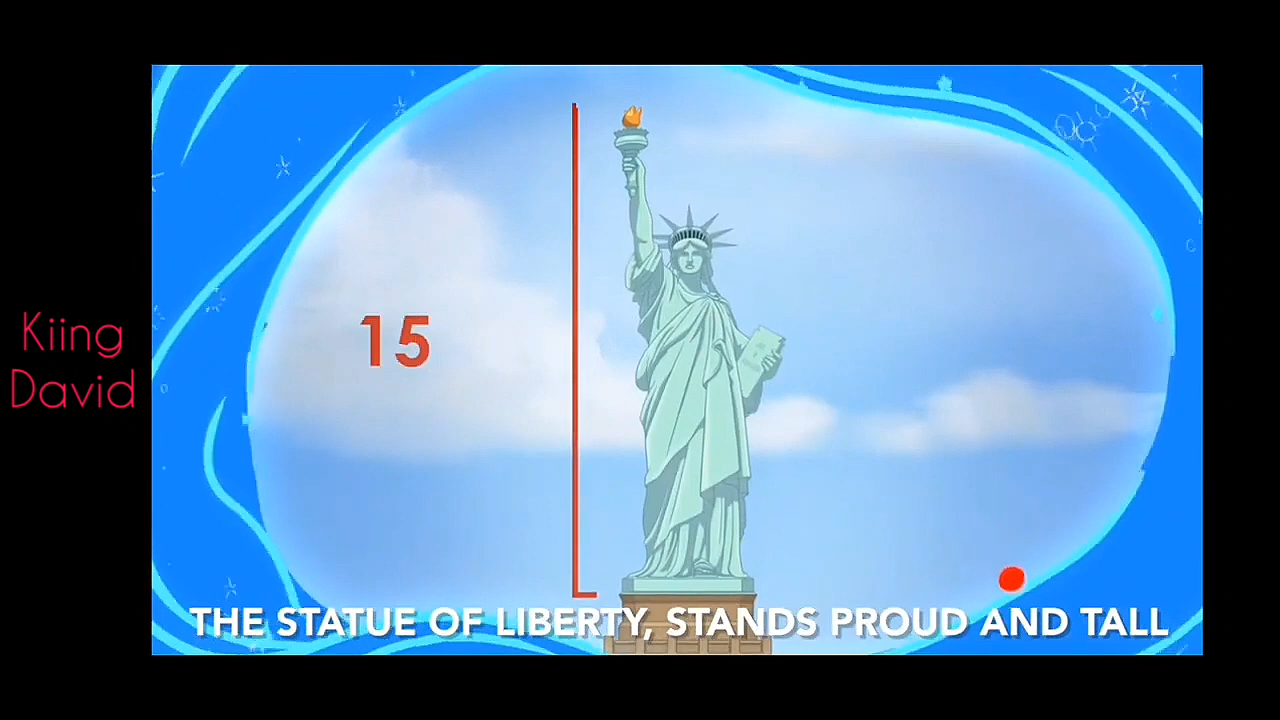 Kiing
David
15
THE STATUE OF LIBERTY, STANDS PROUD AND TALL